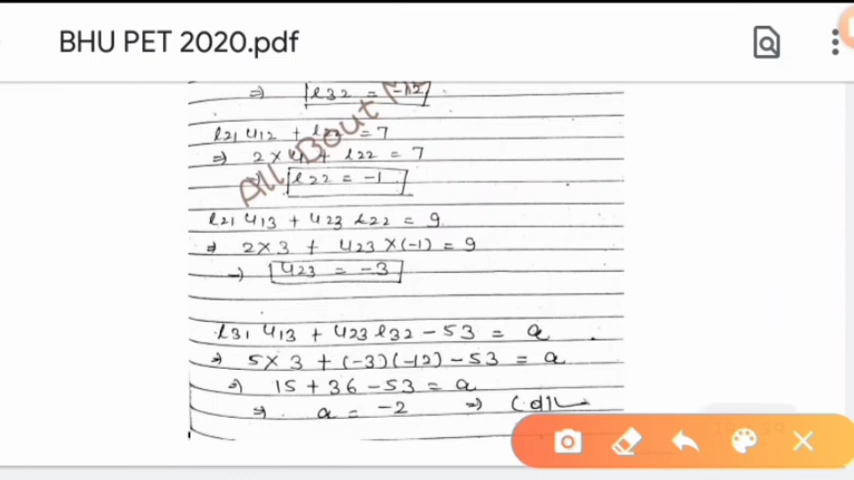 BHU PET 2020.pdf
⇒ l32 = -12
l21 u12 + l22 = 7
⇒ 2 × 4 + l22 = 7
l22 = -1
All Bout
l21 u13 + u23 l22 = 9
⇒ 2×3 + u23 ×(-1) = 9
⇒ u23 = -3
l31 u13 + u23 l32 - 53 = a
⇒ 5×3 + (-3)(-12) - 53 = a
⇒ 15 + 36 - 53 = a
⇒ a = -2 ⇒ (d)